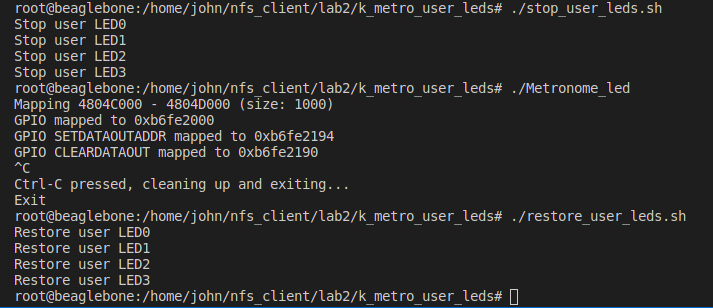 root@beaglebone:/home/john/nfs_client/lab2/k_metro_user_leds# ./stop_user_leds.sh
Stop user LED0
Stop user LED1
Stop user LED2
Stop user LED3
root@beaglebone:/home/john/nfs_client/lab2/k_metro_user_leds# ./Metronome_led
Mapping 4804C000 - 4804D000 (size: 1000)
GPIO mapped to 0xb6fe2000
GPIO SETDATAOUTADDR mapped to 0xb6fe2194
GPIO CLEARDATAOUT mapped to 0xb6fe2190
^C
Ctrl-C pressed, cleaning up and exiting...
Exit
root@beaglebone:/home/john/nfs_client/lab2/k_metro_user_leds# ./restore_user_leds.sh
Restore user LED0
Restore user LED1
Restore user LED2
Restore user LED3
root@beaglebone:/home/john/nfs_client/lab2/k_metro_user_leds#